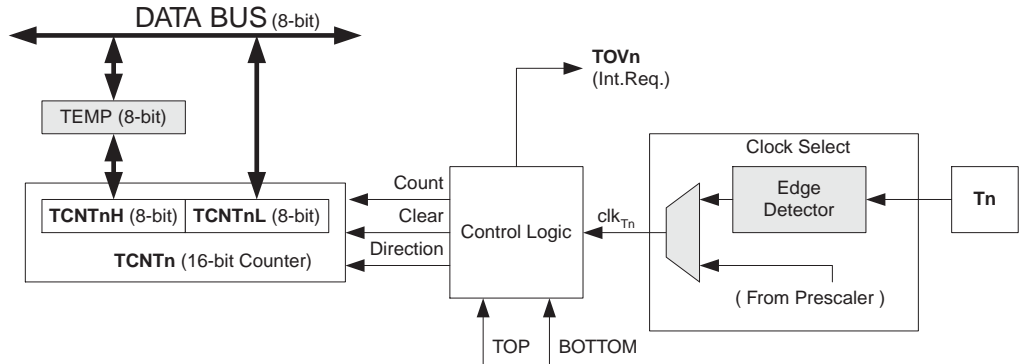 DATA BUS (8-bit)
TOVn
(Int.Req.)
TEMP (8-bit)
Clock Select
Count
Edge
Detector
Tn
TCNTnH (8-bit) TCNTnL (8-bit)
Clear
Control Logic
clkTn
TCNTn (16-bit Counter)
Direction
( From Prescaler )
TOP
BOTTOM